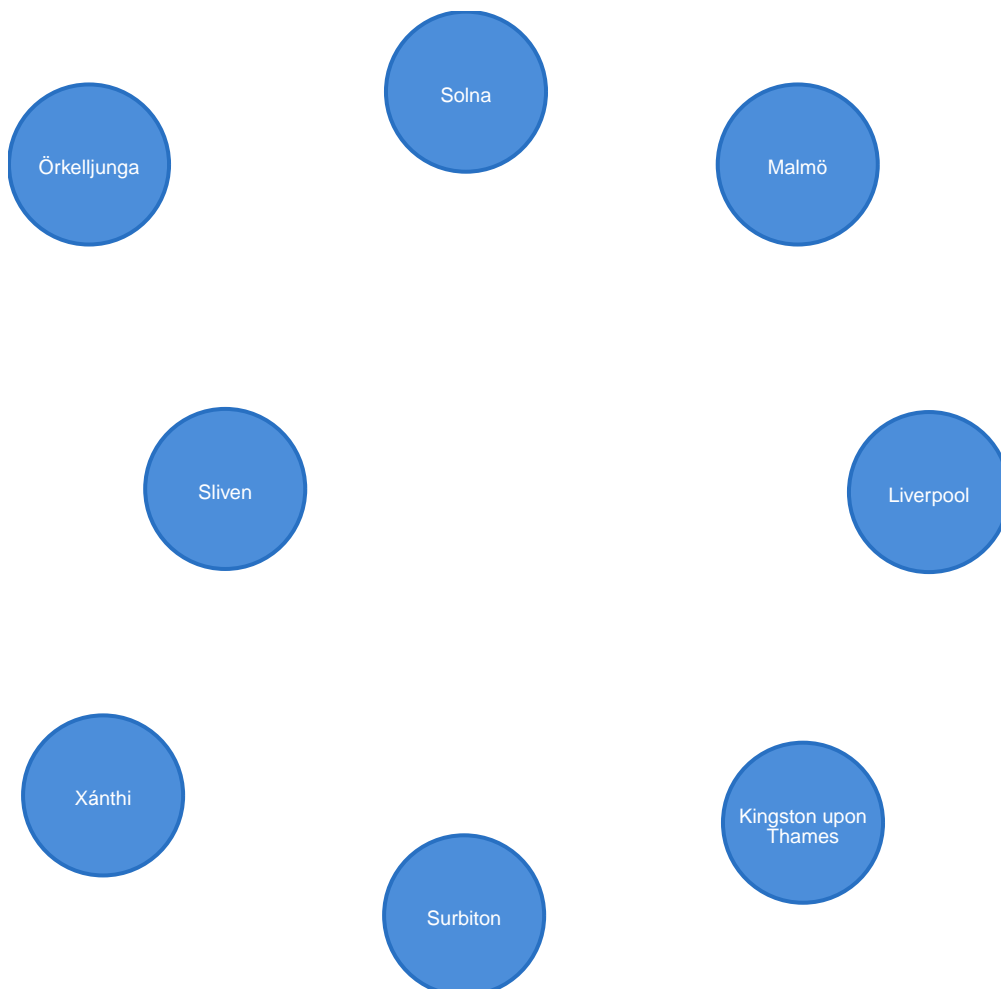 Solna
Örkelljunga
Malmö
Sliven
Liverpool
Xánthi
Kingston upon
Thames
Surbiton